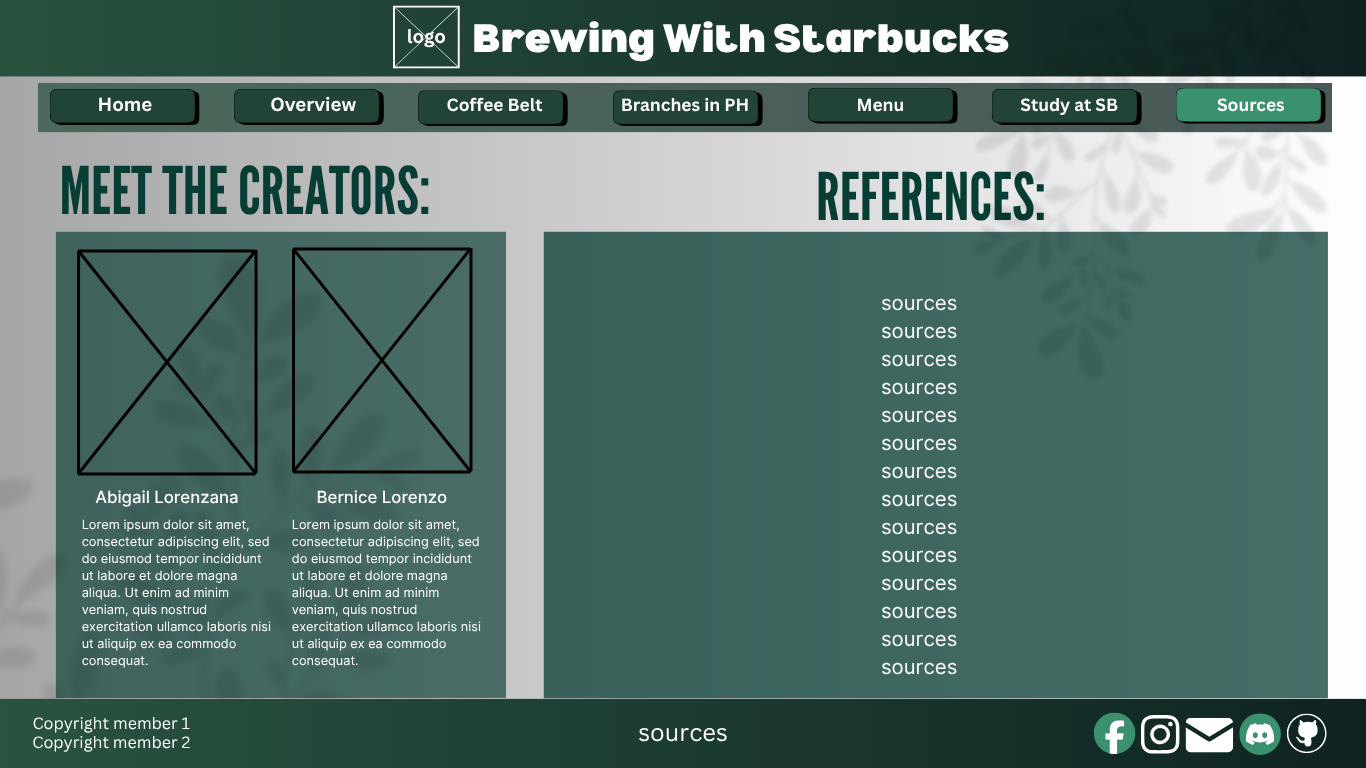 logo
Brewing With Starbucks
Home
Overview
Coffee Belt
Branches in PH
Menu
Study at SB
Sources
MEET THE CREATORS:
Abigail Lorenzana
Lorem ipsum dolor sit amet,
consectetur adipiscing elit, sed
do eiusmod tempor incididunt
ut labore et dolore magna
aliqua. Ut enim ad minim
veniam, quis nostrud
exercitation ullamco laboris nisi
ut aliquip ex ea commodo
consequat.
Bernice Lorenzo
Lorem ipsum dolor sit amet,
consectetur adipiscing elit, sed
do eiusmod tempor incididunt
ut labore et dolore magna
aliqua. Ut enim ad minim
veniam, quis nostrud
exercitation ullamco laboris nisi
ut aliquip ex ea commodo
consequat.
REFERENCES:
sources
sources
sources
sources
sources
sources
sources
sources
sources
sources
sources
sources
sources
sources
Copyright member 1
Copyright member 2
sources